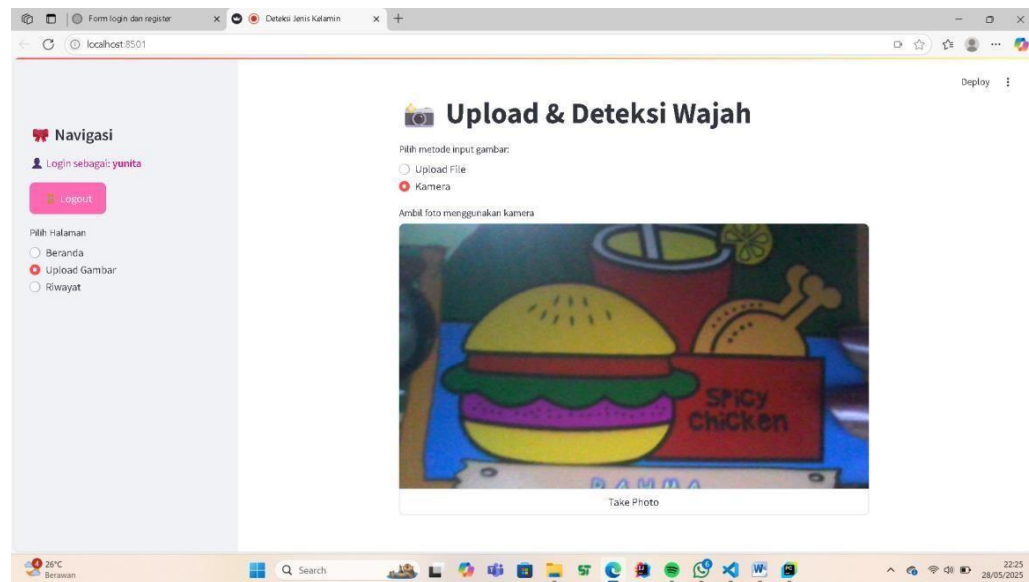 Form login dan register
Deteksi Jenis Kelamin
localhost:8501
Deploy
Navigasi
Login sebagai: yunita
Logout
Pilih Halaman
Beranda
Upload Gambar
Riwayat
Upload & Deteksi Wajah
Pilih metode input gambar:
Upload File
Kamera
Ambil foto menggunakan kamera
SPICY
CHICKEN
Take Photo
4
26°C
Berawan
Search
22:25
28/05/2025